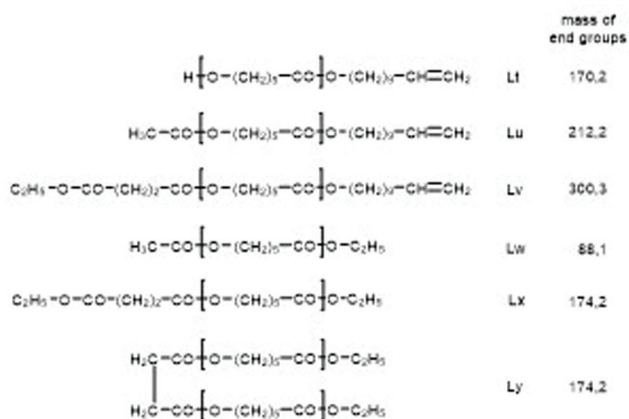 mass of
end groups
H-[O-(CH₂)₅-CO]-O-(CH₂)₉-CH=CH₂ Lt 170,2
H₃C-CO-[O-(CH₂)₅-CO]-O-(CH₂)₉-CH=CH₂ Lu 212,2
C₂H₅-O-CO-(CH₂)₂-CO-[O-(CH₂)₅-CO]-O-(CH₂)₉-CH=CH₂ Lv 300,3
H₃C-CO-[O-(CH₂)₅-CO]-O-C₂H₅ Lw 88,1
C₂H₅-O-CO-(CH₂)₂-CO-[O-(CH₂)₅-CO]-O-C₂H₅ Lx 174,2
H₂C-CO-[O-(CH₂)₅-CO]-O-C₂H₅
Ly 174,2
H₂C-CO-[O-(CH₂)₅-CO]-O-C₂H₅